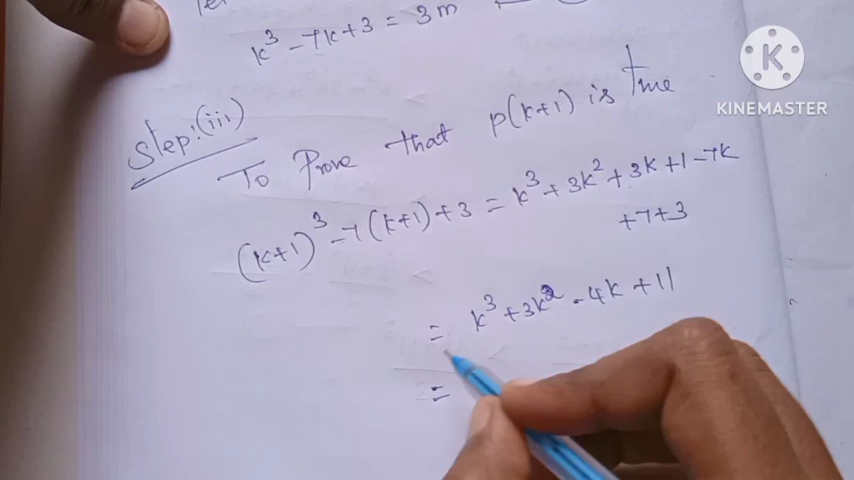 k³ - 7k + 3 = 3m
Step:(iii)
To Prove that p(k+1) is true
(k+1)³ - 7(k+1) + 3 = k³ + 3k² + 3k + 1 - 7k
+7+3
= k³ + 3k² - 4k + 11
=
K
KINEMASTER